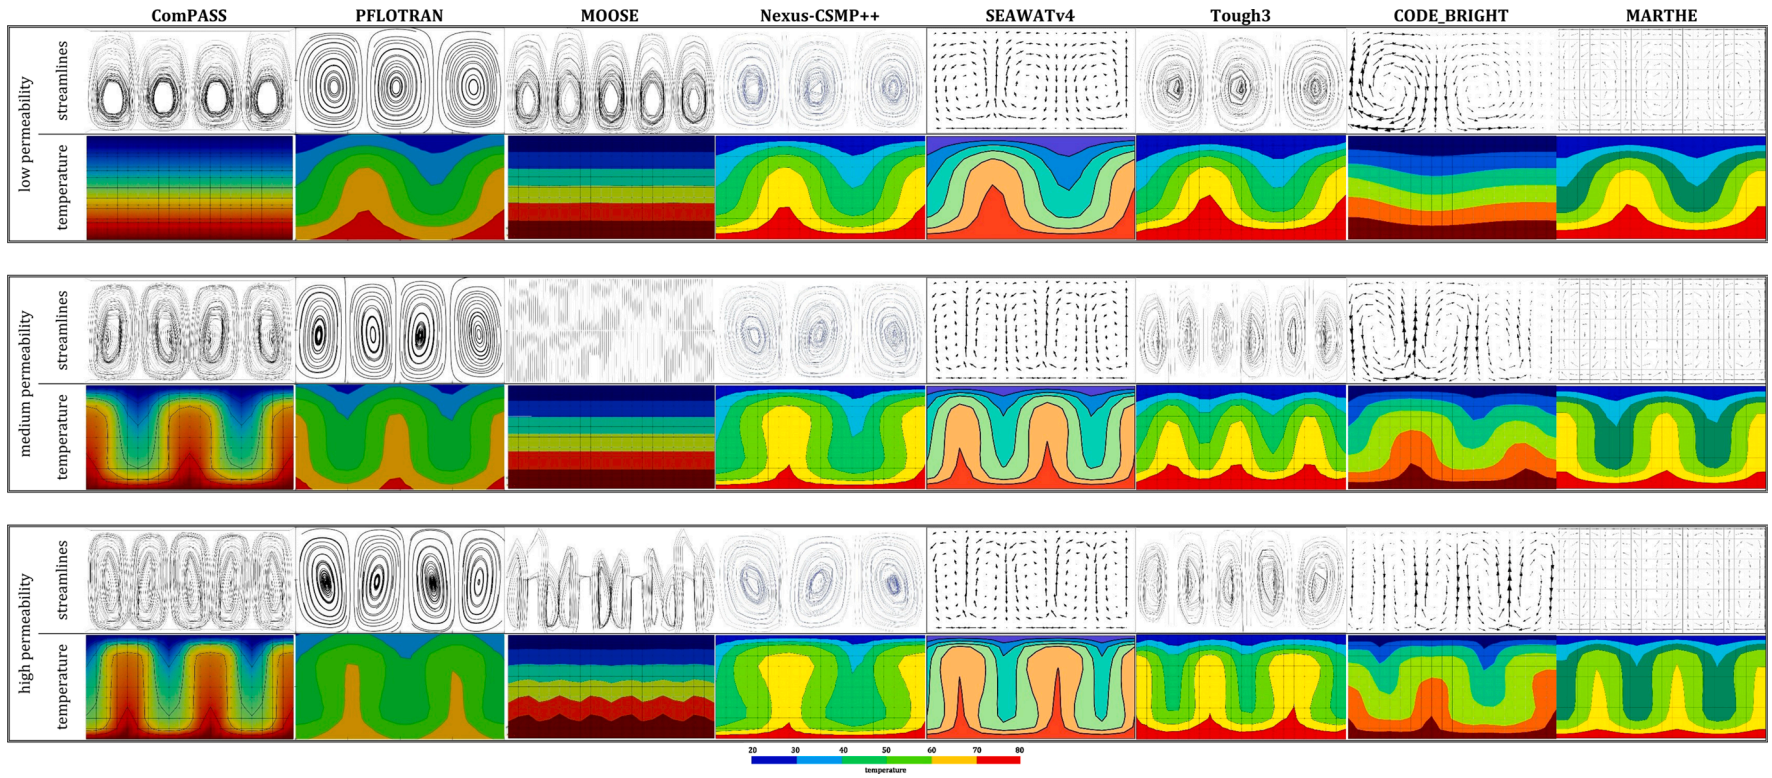 ComPASS PFLOTRAN MOOSE Nexus-CSMP++ SEAWATv4 Tough3 CODE_BRIGHT MARTHE
low permeability
streamlines
temperature
medium permeability
streamlines
temperature
high permeability
streamlines
temperature
20 30 40 50 60 70 80
temperature